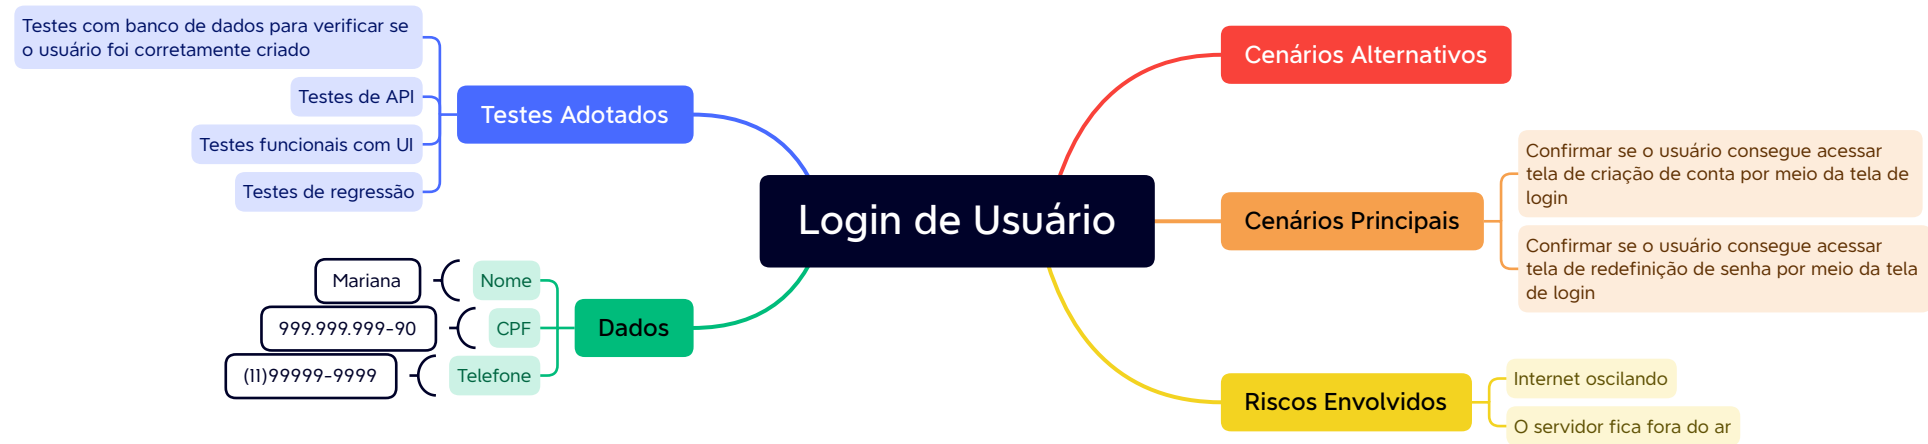 Login de Usuário
Testes Adotados
Testes com banco de dados para verificar se
o usuário foi corretamente criado
Testes de API
Testes funcionais com UI
Testes de regressão
Dados
Nome
Mariana
CPF
999.999.999-90
Telefone
(11)99999-9999
Cenários Alternativos
Cenários Principais
Confirmar se o usuário consegue acessar
tela de criação de conta por meio da tela de
login
Confirmar se o usuário consegue acessar
tela de redefinição de senha por meio da tela
de login
Riscos Envolvidos
Internet oscilando
O servidor fica fora do ar